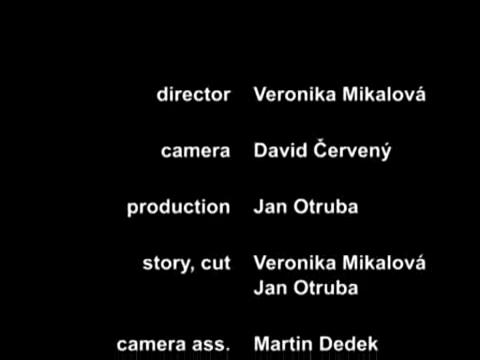 director Veronika Mikalová
camera David Červený
production Jan Otruba
story, cut Veronika Mikalová
Jan Otruba
camera ass. Martin Dedek